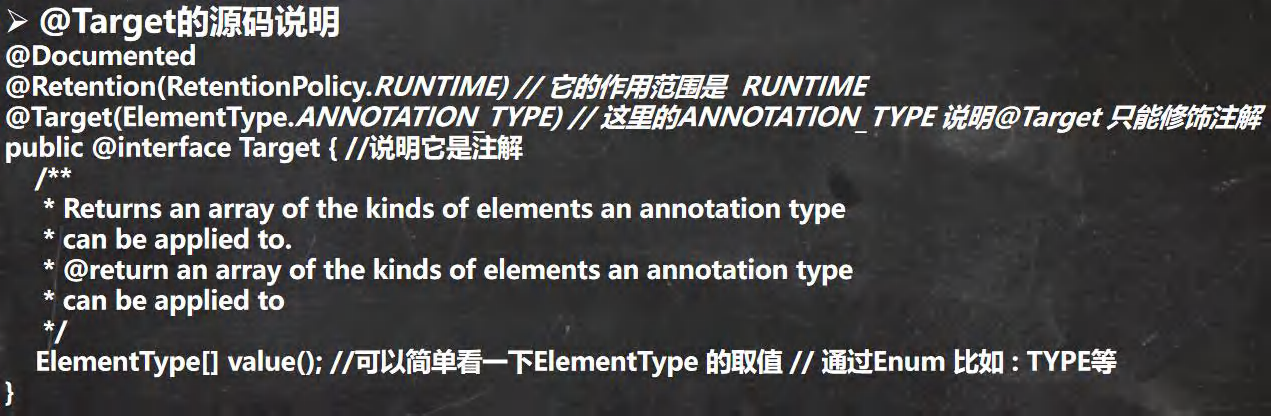 ➢ @Target的源码说明
@Documented
@Retention(RetentionPolicy.RUNTIME) // 它的作用范围是 RUNTIME
@Target(ElementType.ANNOTATION_TYPE) // 这里的ANNOTATION_TYPE 说明@Target 只能修饰注解
public @interface Target { //说明它是注解
/**
* Returns an array of the kinds of elements an annotation type
* can be applied to.
* @return an array of the kinds of elements an annotation type
* can be applied to
*/
ElementType[] value(); //可以简单看一下ElementType 的取值 // 通过Enum 比如 : TYPE等
}